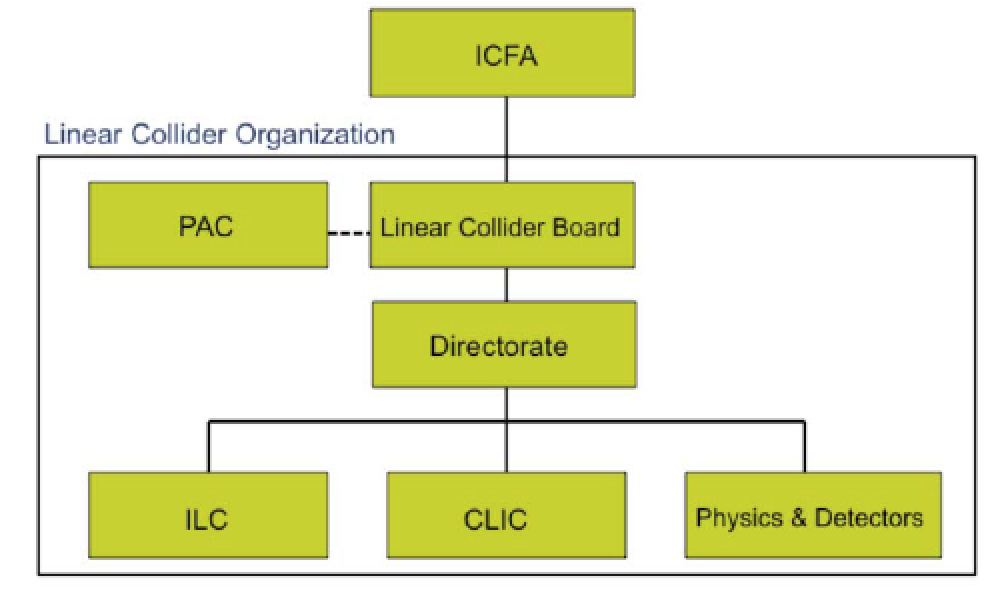 ICFA
Linear Collider Organization
PAC
Linear Collider Board
Directorate
ILC
CLIC
Physics & Detectors